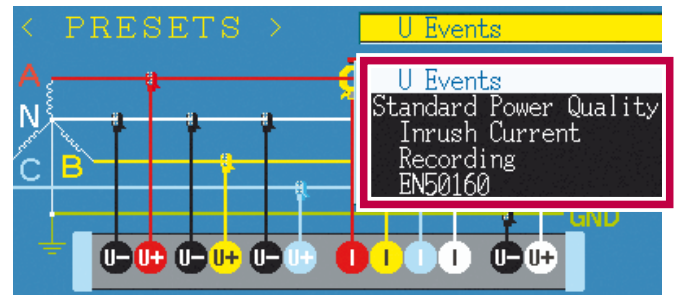 < PRESETS >
U Events
U Events
Standard Power Quality
Inrush Current
Recording
EN50160
A
N
C B
GND
U- U+ U- U+ U- U+ I I I I U- U+